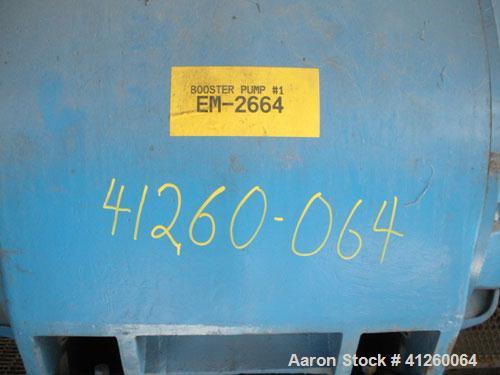 BOOSTER PUMP #1
EM-2664
41260-064
Aaron Stock # 41260064